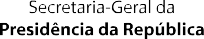 Secretaria-Geral da
Presidência da República